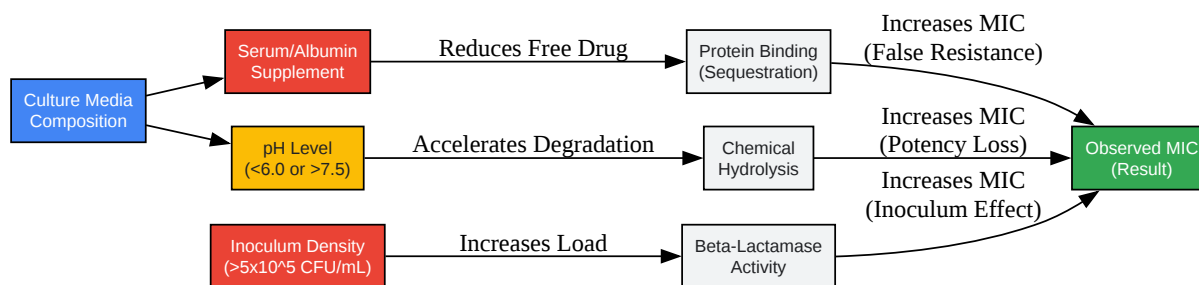 Culture Media
Composition
Serum/Albumin
Supplement
Reduces Free Drug
Protein Binding
(Sequestration)
Increases MIC
(False Resistance)
pH Level
(<6.0 or >7.5)
Accelerates Degradation
Chemical
Hydrolysis
Increases MIC
(Potency Loss)
Observed MIC
(Result)
Inoculum Density
(>5x10^5 CFU/mL)
Increases Load
Beta-Lactamase
Activity
Increases MIC
(Inoculum Effect)